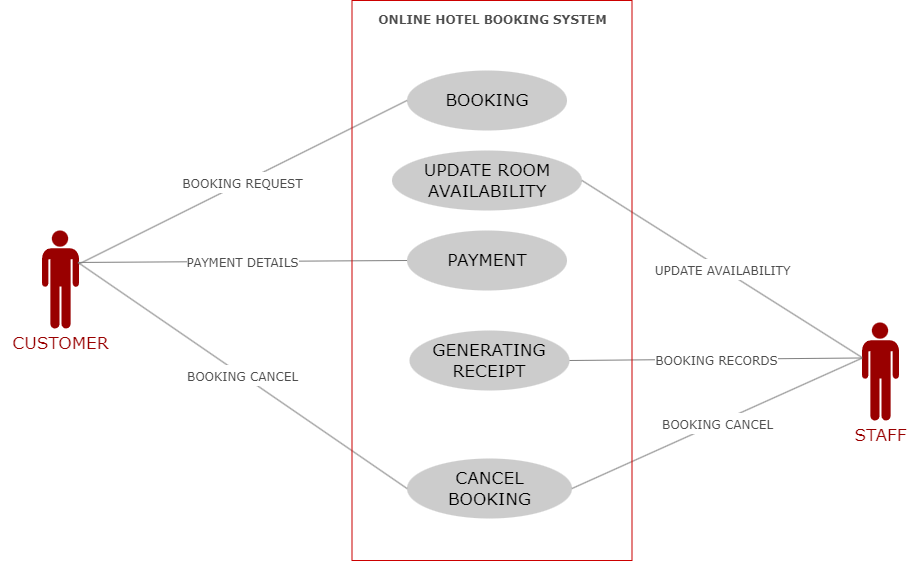 ONLINE HOTEL BOOKING SYSTEM
BOOKING
UPDATE ROOM
AVAILABILITY
BOOKING REQUEST
PAYMENT
PAYMENT DETAILS
UPDATE AVAILABILITY
CUSTOMER
GENERATING
RECEIPT
BOOKING RECORDS
BOOKING CANCEL
BOOKING CANCEL
STAFF
CANCEL
BOOKING